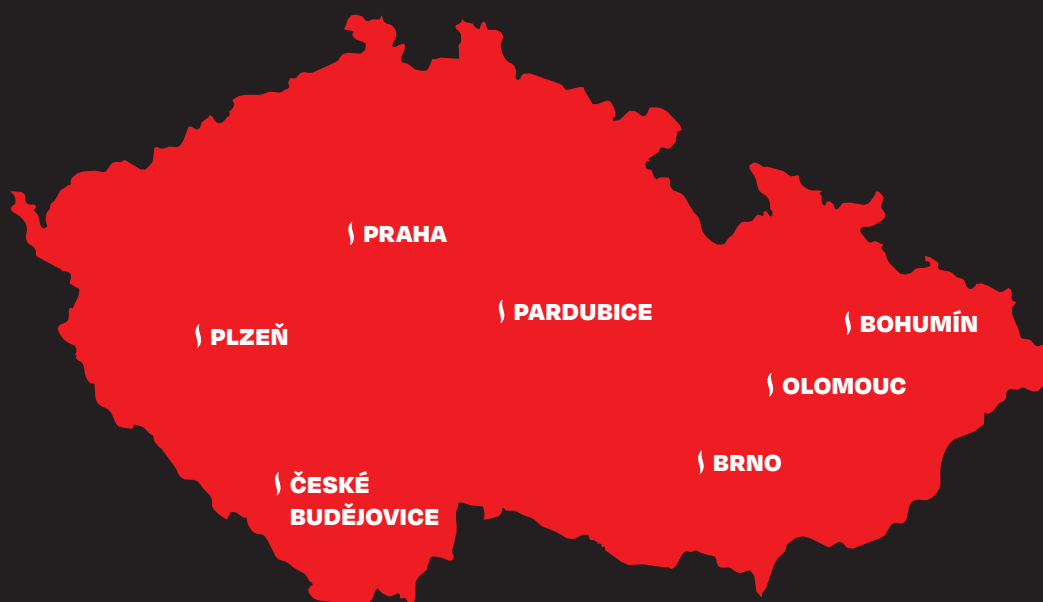 PRAHA
PARDUBICE
BOHUMÍN
PLZEŇ
OLOMOUC
BRNO
ČESKÉ
BUDĚJOVICE